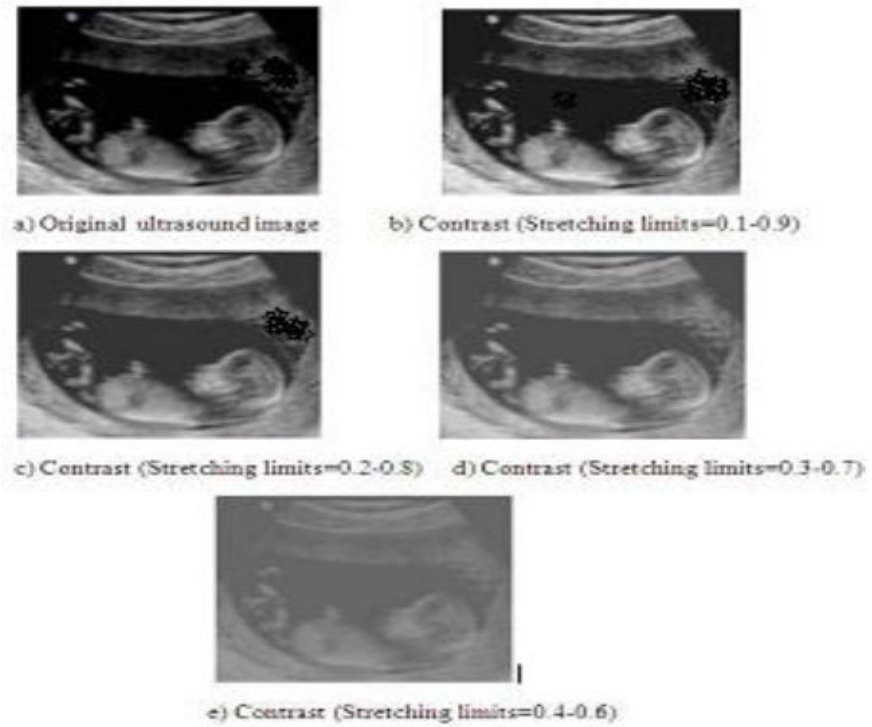 a) Original ultrasound image
b) Contrast (Stretching limits=0.1-0.9)
c) Contrast (Stretching limits=0.2-0.8)
d) Contrast (Stretching limits=0.3-0.7)
e) Contrast (Stretching limits=0.4-0.6)